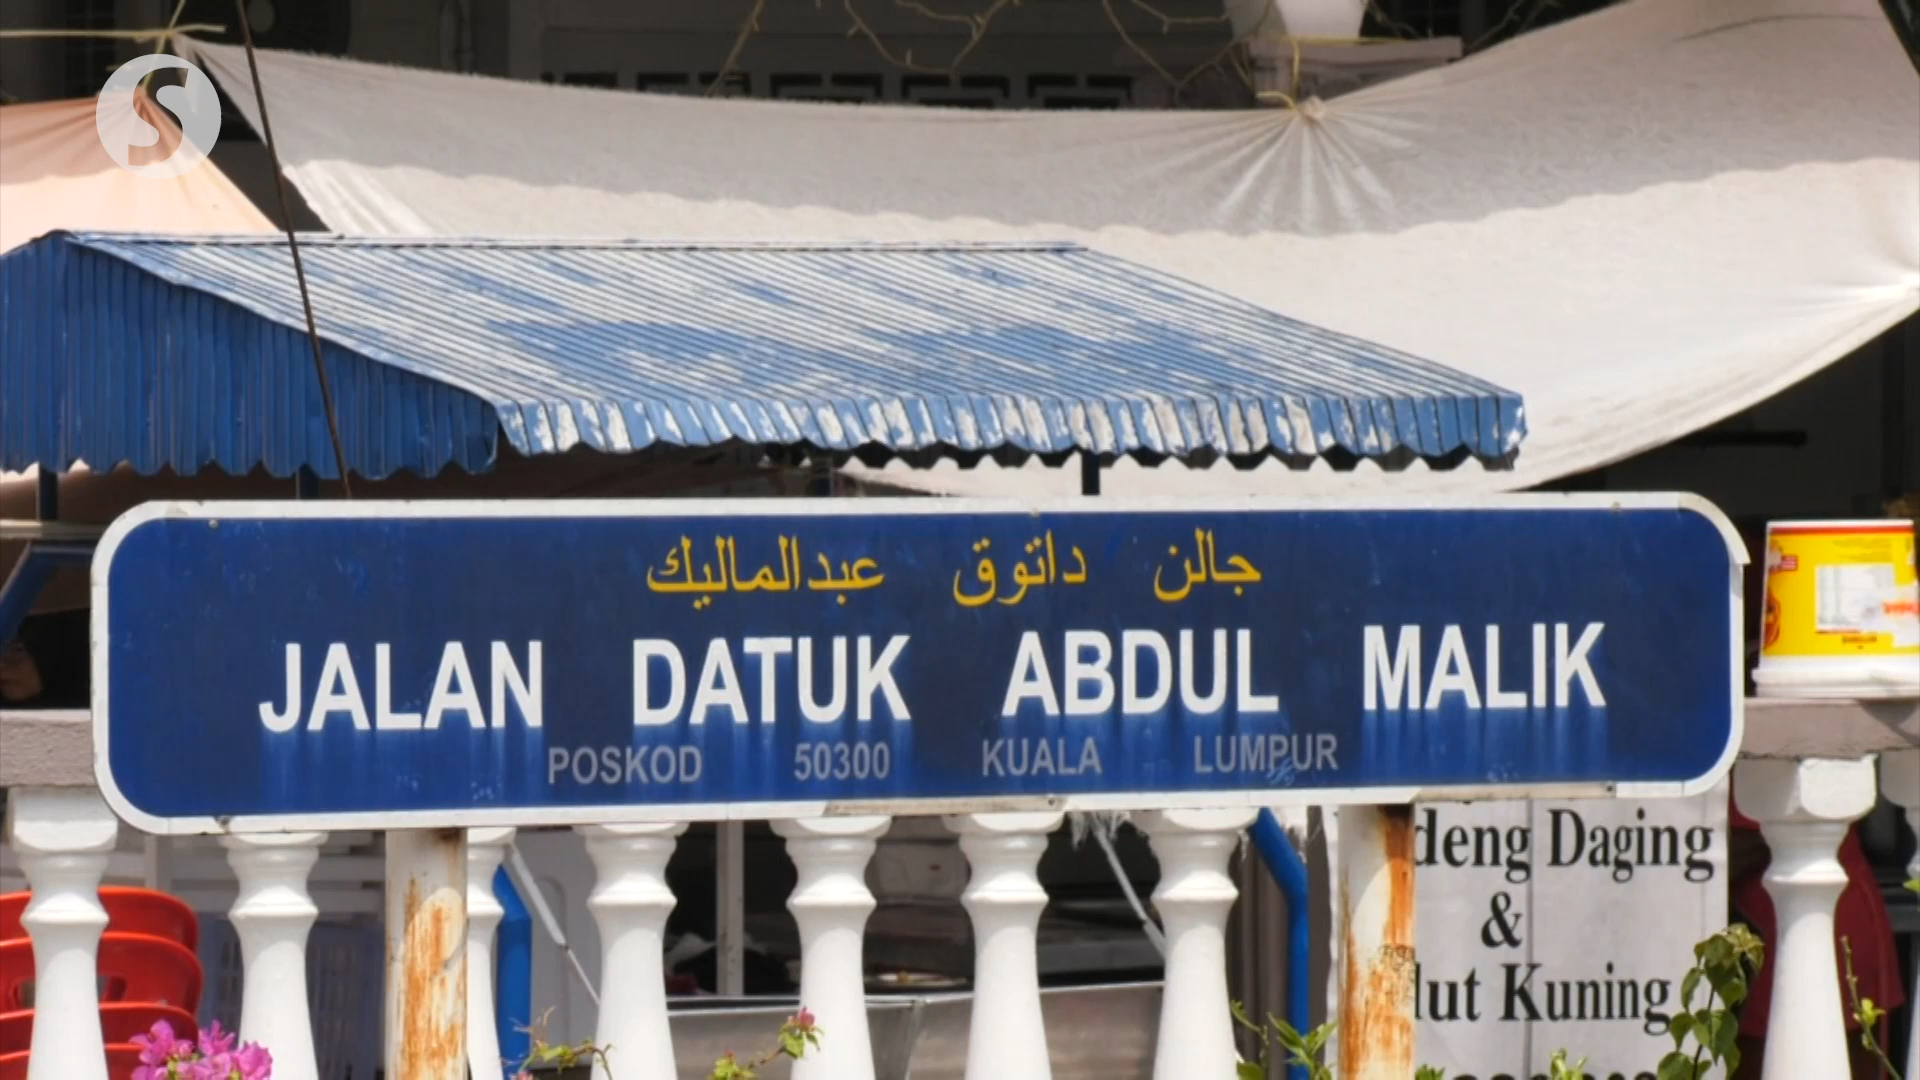 جالن داتوق عبدالماليك
JALAN DATUK ABDUL MALIK
POSKOD 50300 KUALA LUMPUR
deng Daging
&
lut Kuning